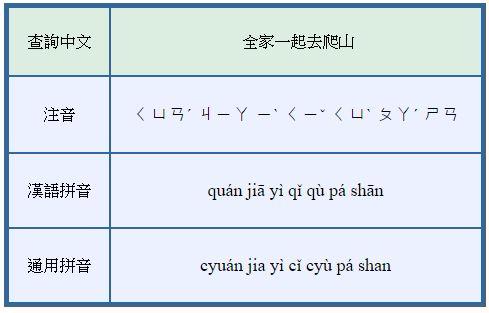 查詢中文 全家一起去爬山
注音 ㄑㄩㄢˊ ㄐㄧㄚ ㄧˋ ㄑㄧˇ ㄑㄩˋ ㄆㄚˊ ㄕㄢ
漢語拼音 quán jiā yì qǐ qù pá shān
通用拼音 cyuán jia yì cǐ cyù pá shan